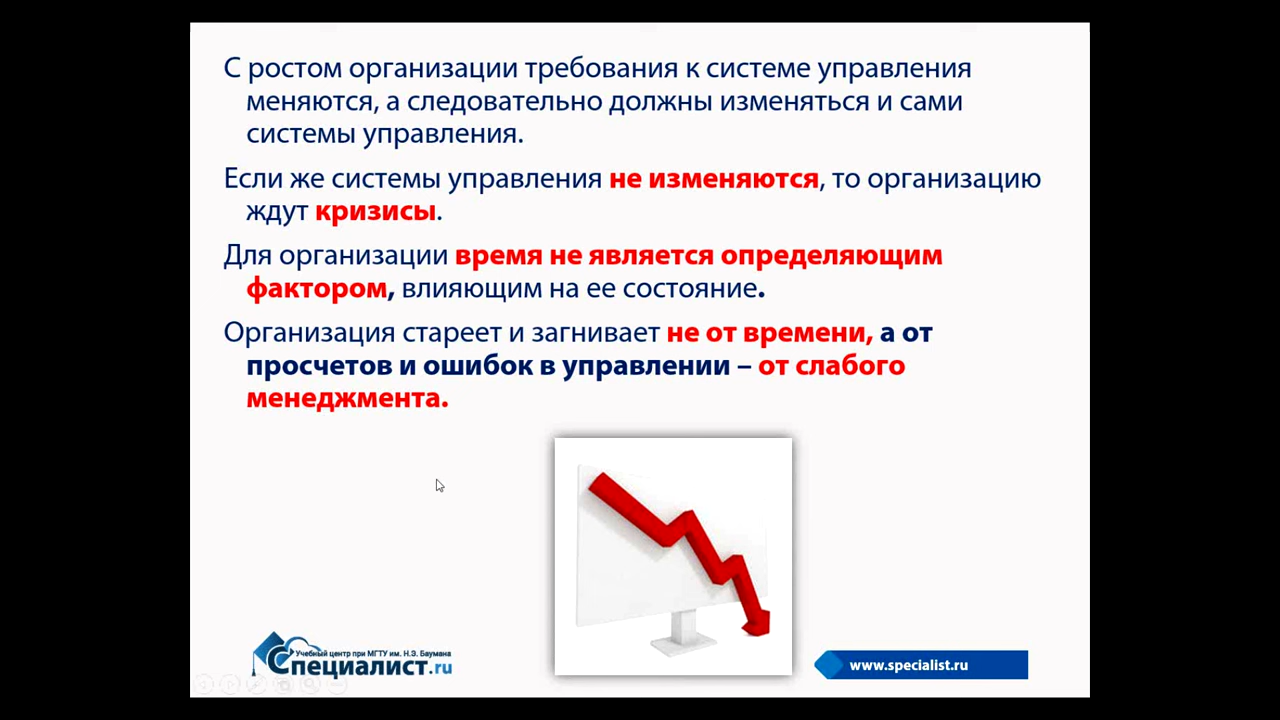 С ростом организации требования к системе управления
меняются, а следовательно должны изменяться и сами
системы управления.
Если же системы управления не изменяются, то организацию
ждут кризисы.
Для организации время не является определяющим
фактором, влияющим на ее состояние.
Организация стареет и загнивает не от времени, а от
просчетов и ошибок в управлении – от слабого
менеджмента.
Учебный центр при МГТУ им. Н.Э. Баумана
Специалист.ru
www.specialist.ru